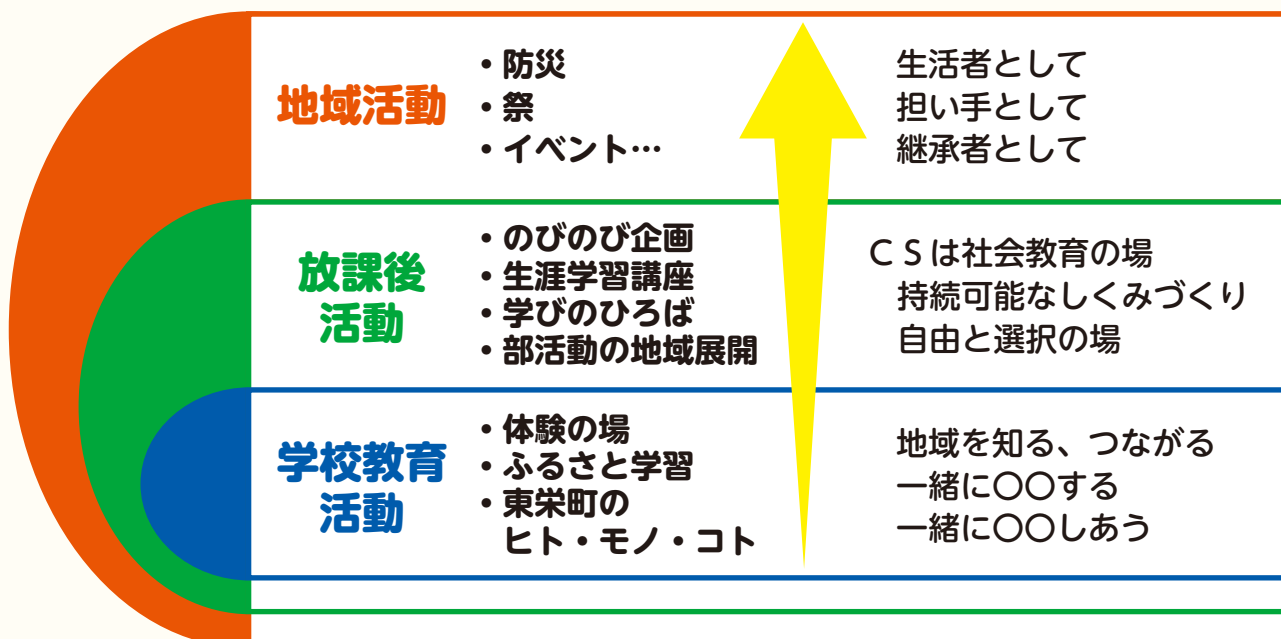 地域活動
・防災
・祭
・イベント…
生活者として
担い手として
継承者として
放課後
活動
・のびのび企画
・生涯学習講座
・学びのひろば
・部活動の地域展開
ＣＳは社会教育の場
持続可能なしくみづくり
自由と選択の場
学校教育
活動
・体験の場
・ふるさと学習
・東栄町の
ヒト・モノ・コト
地域を知る、つながる
一緒に〇〇する
一緒に〇〇しあう